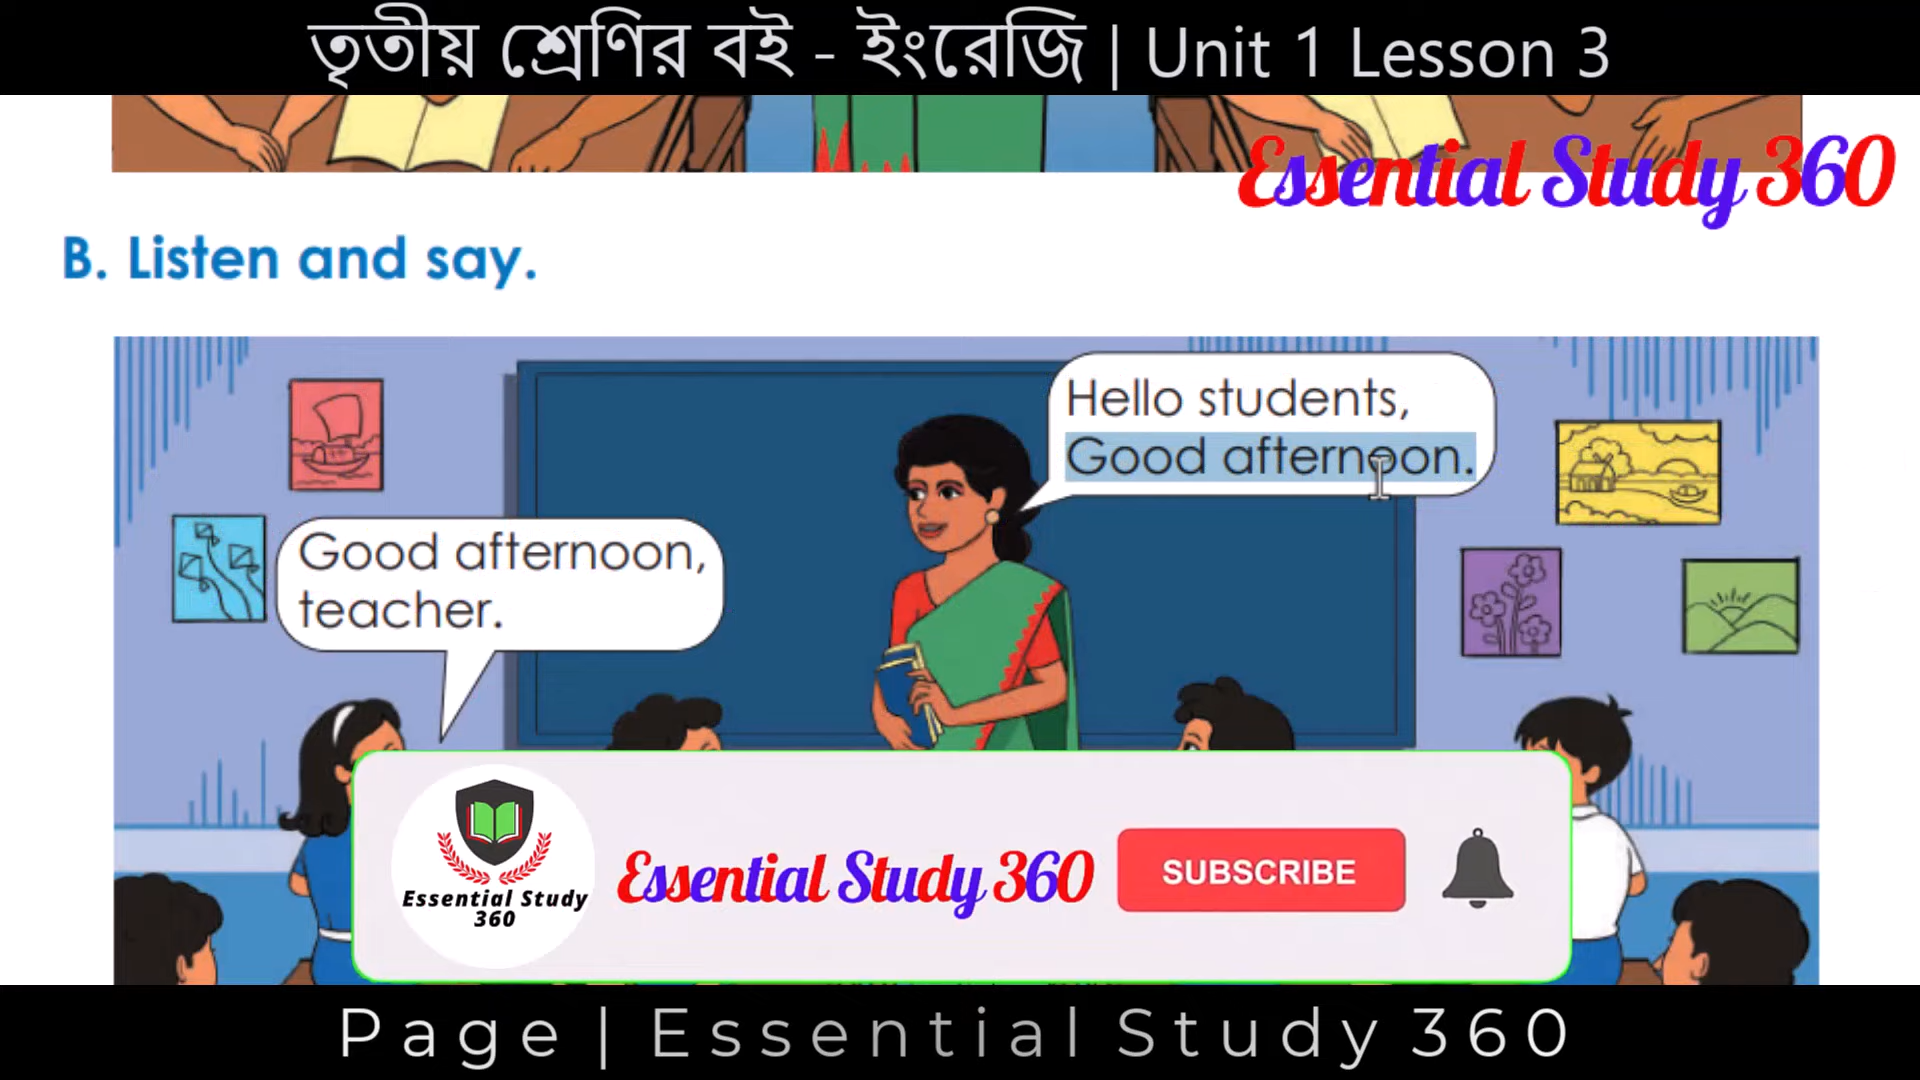 তৃতীয় শ্রেণির বই - ইংরেজি | Unit 1 Lesson 3
Essential Study 360
B. Listen and say.
Hello students,
Good afternoon.
Good afternoon,
teacher.
Essential Study
360
Essential Study 360
SUBSCRIBE
Page | Essential Study 360